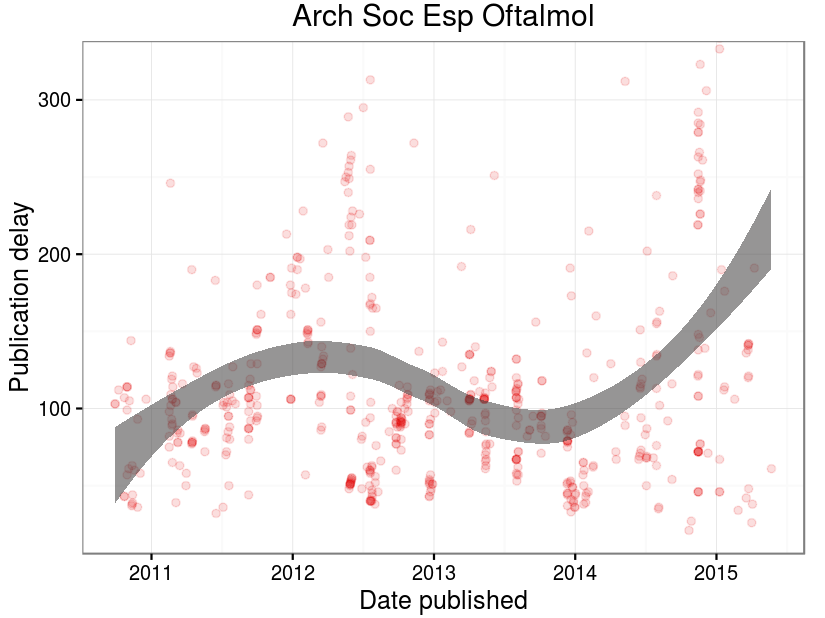 Arch Soc Esp Oftalmol
300
200
100
Publication delay
2011 2012 2013 2014 2015
Date published